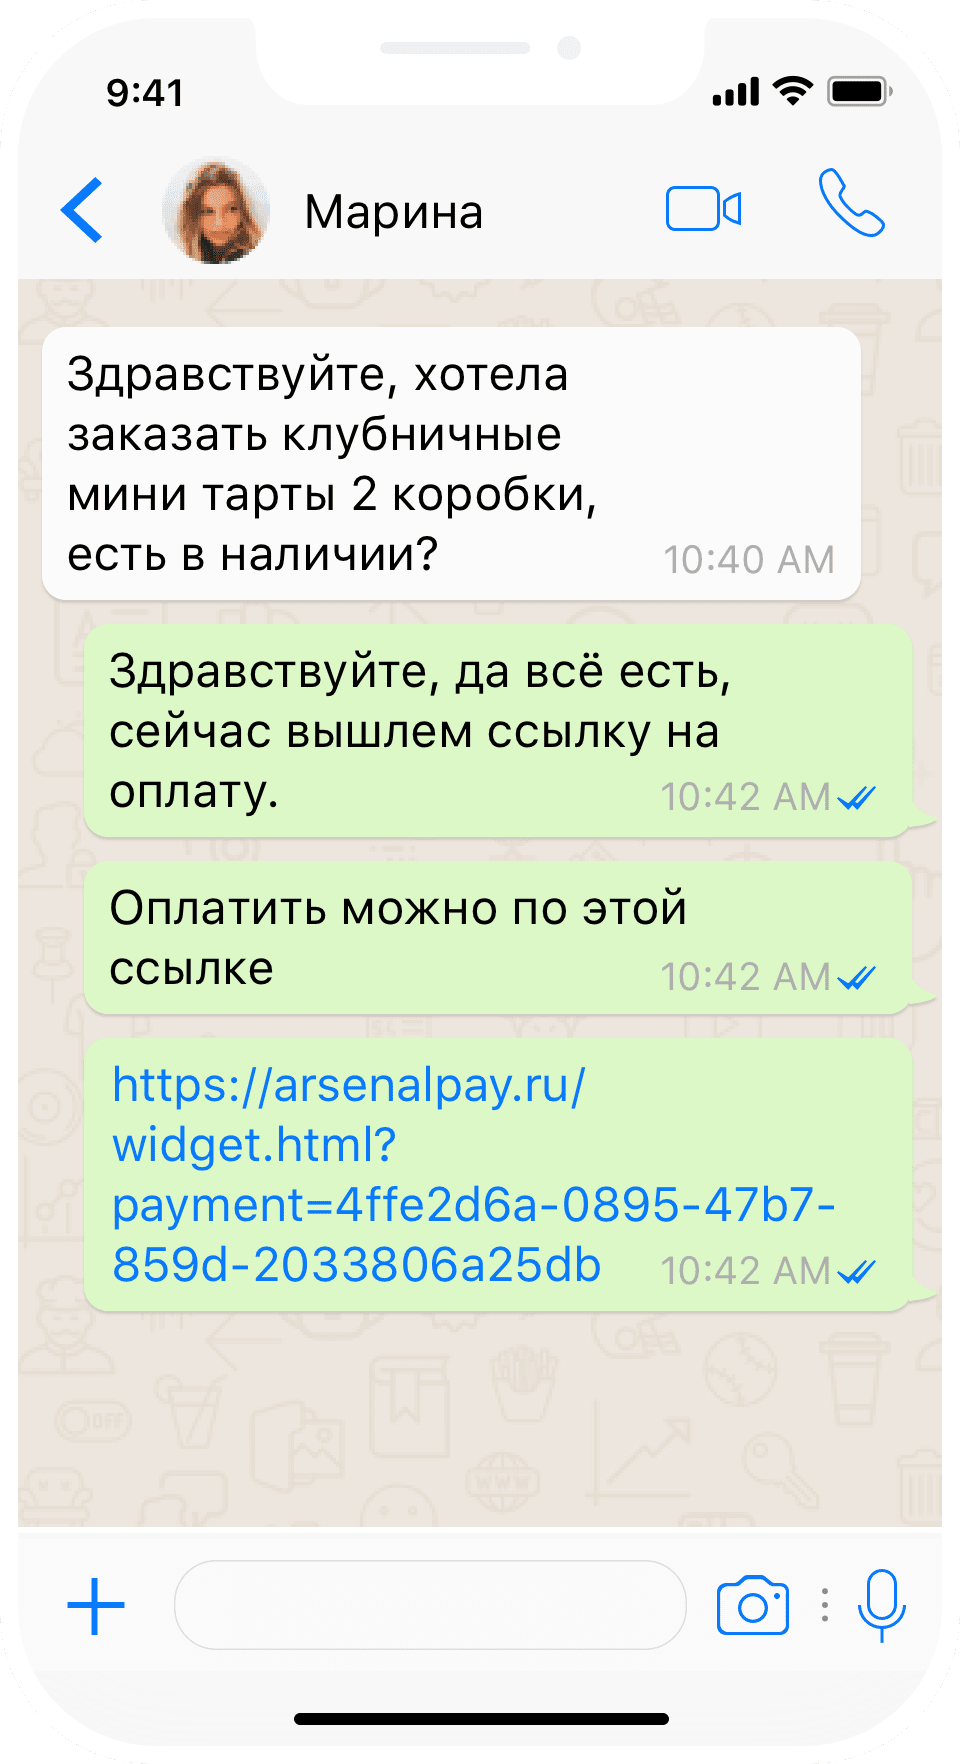 9:41
Марина
Здравствуйте, хотела
заказать клубничные
мини тарты 2 коробки,
есть в наличии?
10:40 AM
Здравствуйте, да всё есть,
сейчас вышлем ссылку на
оплату.
10:42 AM
Оплатить можно по этой
ссылке
10:42 AM
https://arsenalpay.ru/
widget.html?
payment=4ffe2d6a-0895-47b7-
859d-2033806a25db
10:42 AM
OFF
WWW